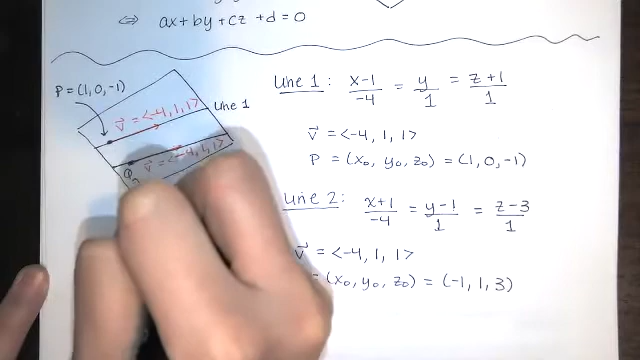 ⟺ ax + by + cz + d = 0
P = (1, 0, -1)
v⃗ = <-4, 1, 1>
Line 1
Q
v⃗ = <-4, 1, 1>
Line 1: (x-1)/-4 = y/1 = (z+1)/1
v⃗ = <-4, 1, 1>
P = (x₀, y₀, z₀) = (1, 0, -1)
Line 2: (x+1)/-4 = (y-1)/1 = (z-3)/1
v⃗ = <-4, 1, 1>
= (x₀, y₀, z₀) = (-1, 1, 3)